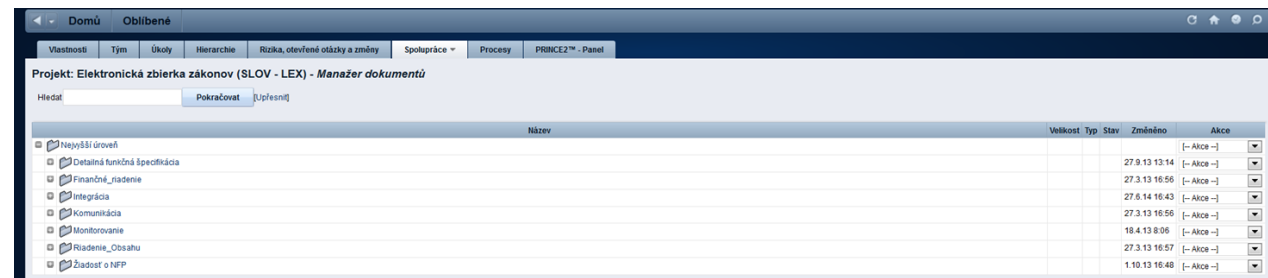 Domů Oblíbené
Vlastnosti Tým Úkoly Hierarchie Rizika, otevřené otázky a změny Spolupráce Procesy PRINCE2™ - Panel
Projekt: Elektronická zbierka zákonov (SLOV - LEX) - Manažer dokumentů
Hledat Pokračovat [Upřesnit]
Název Velikost Typ Stav Změněno Akce
Nejvyšší úroveň [-- Akce --]
Detailná funkčná špecifikácia 27.9.13 13:14 [-- Akce --]
Finančné_riadenie 27.3.13 16:56 [-- Akce --]
Integrácia 27.6.14 16:43 [-- Akce --]
Komunikácia 27.3.13 16:56 [-- Akce --]
Monitorovanie 18.4.13 8:06 [-- Akce --]
Riadenie_Obsahu 27.3.13 16:57 [-- Akce --]
Žiadosť o NFP 1.10.13 16:48 [-- Akce --]